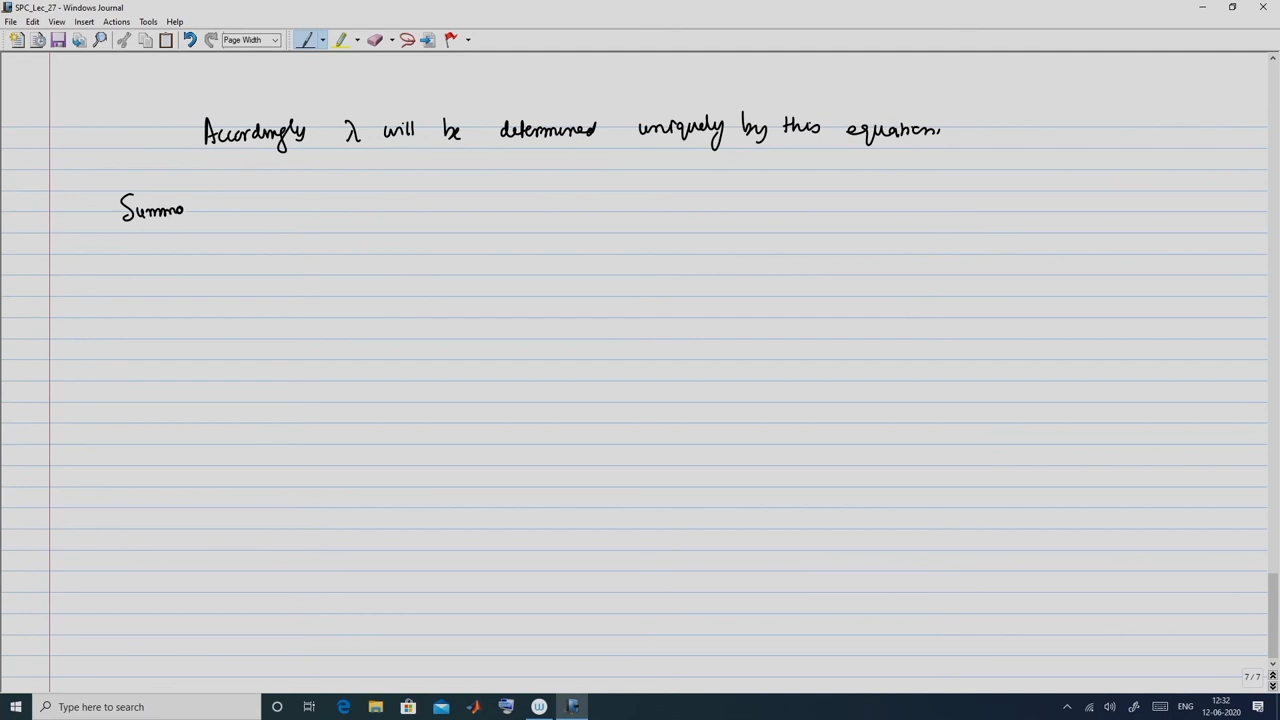 SPC_Lec_27 - Windows Journal
File Edit View Insert Actions Tools Help
Page Width
Accordingly λ will be determined uniquely by this equation.
Summa
7 / 7
Type here to search
ENG
12:32
12-06-2020